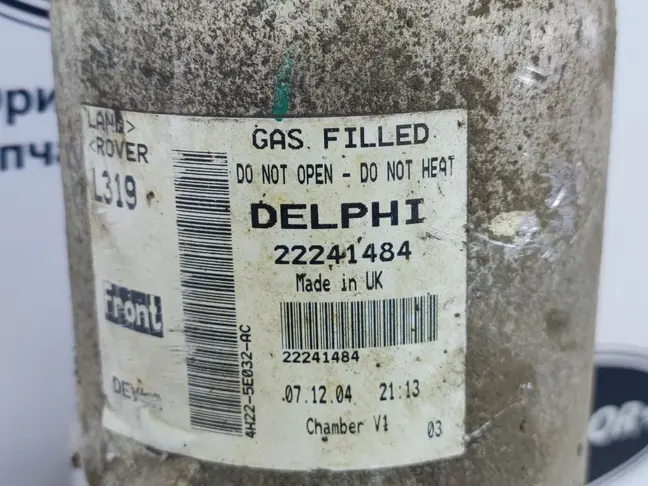 LAND>
<ROVER
L319
Front
4H22-5E032-AC
GAS FILLED
DO NOT OPEN - DO NOT HEAT
DELPHI
22241484
Made in UK
22241484
07.12.04 21:13
Chamber V1 03